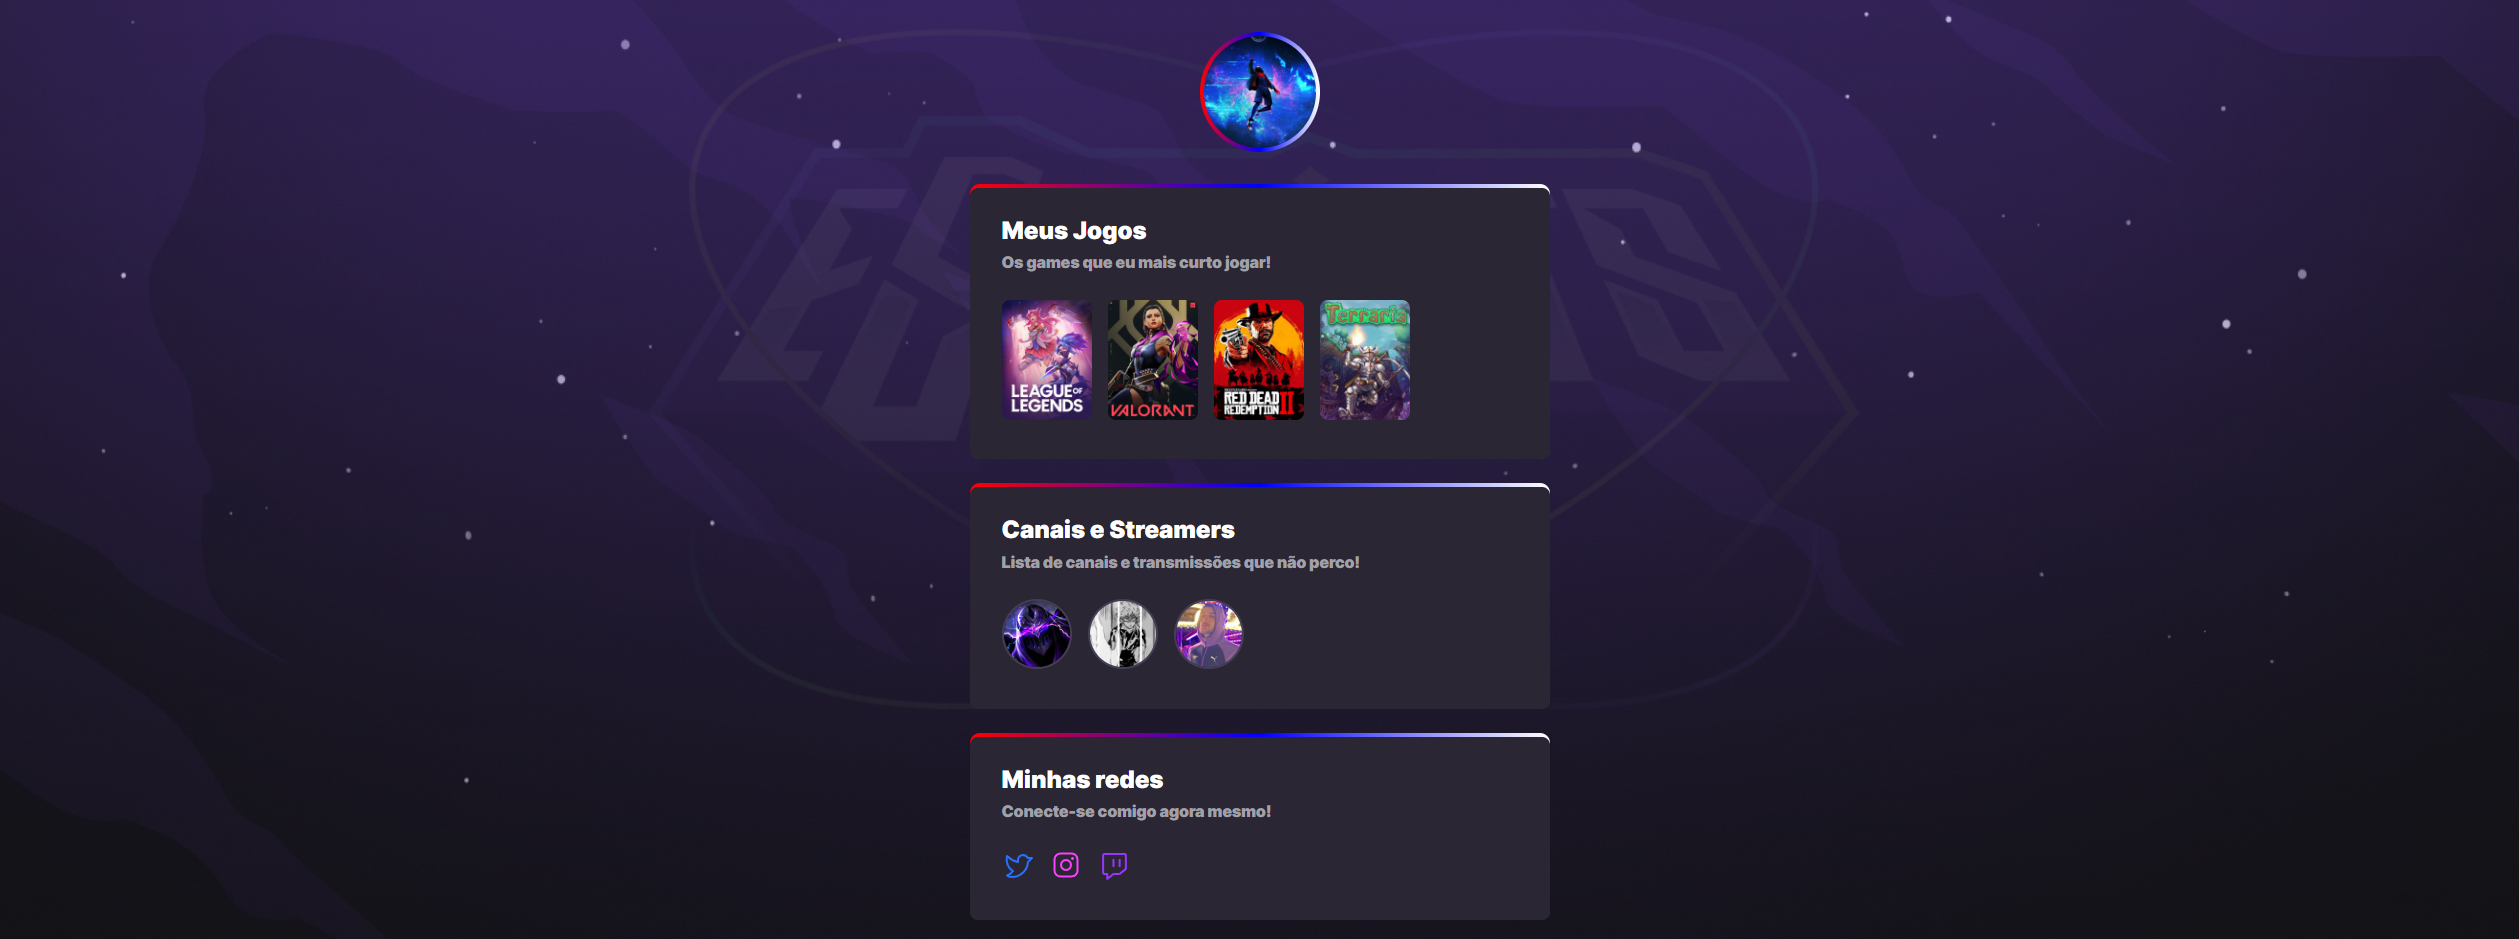 Meus Jogos
Os games que eu mais curto jogar!
LEAGUE OF
LEGENDS
VALORANT
RED DEAD
REDEMPTION II
Terraria
Canais e Streamers
Lista de canais e transmissões que não perco!
Minhas redes
Conecte-se comigo agora mesmo!